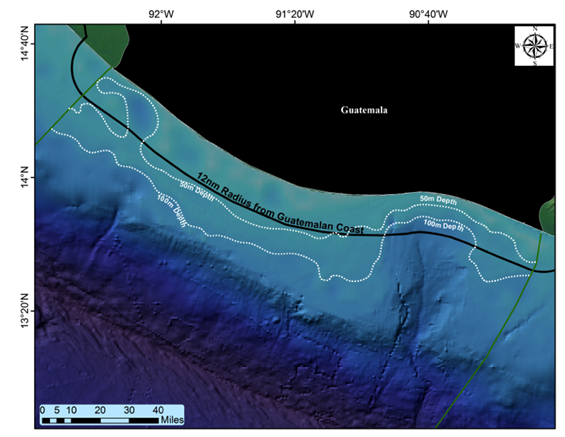 92°W 91°20'W 90°40'W
14°40'N
14°N
13°20'N
N
W E
S
Guatemala
12nm Radius from Guatemalan Coast
50m Depth
100m Depth
50m Depth
100m Depth
0 5 10 20 30 40
Miles